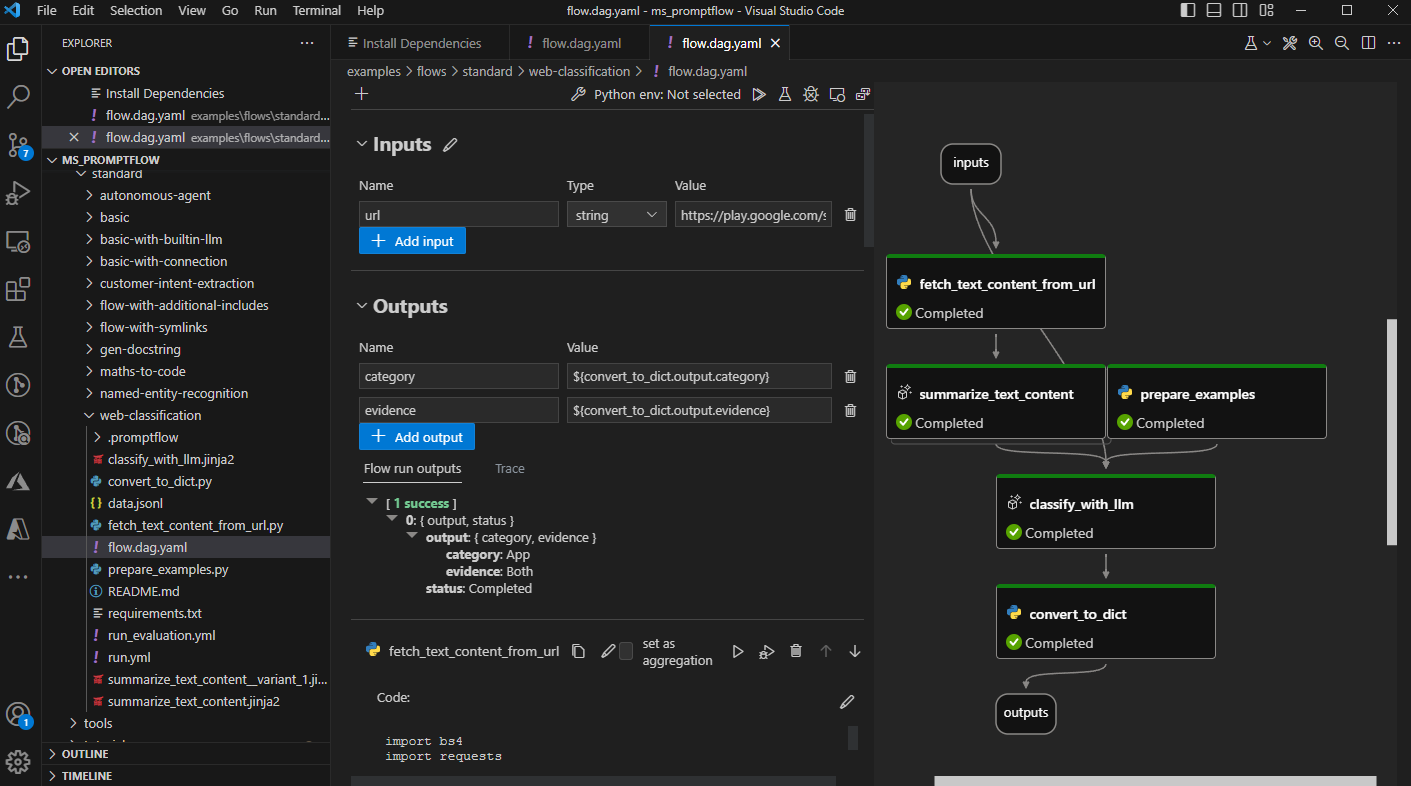 File Edit Selection View Go Run Terminal Help
flow.dag.yaml - ms_promptflow - Visual Studio Code
EXPLORER
OPEN EDITORS
Install Dependencies
flow.dag.yaml examples\flows\standard...
flow.dag.yaml examples\flows\standard...
MS_PROMPTFLOW
standard
autonomous-agent
basic
basic-with-builtin-llm
basic-with-connection
customer-intent-extraction
flow-with-additional-includes
flow-with-symlinks
gen-docstring
maths-to-code
named-entity-recognition
web-classification
.promptflow
classify_with_llm.jinja2
convert_to_dict.py
data.jsonl
fetch_text_content_from_url.py
flow.dag.yaml
prepare_examples.py
README.md
requirements.txt
run_evaluation.yml
run.yml
summarize_text_content__variant_1.ji...
summarize_text_content.jinja2
tools
OUTLINE
TIMELINE
7
1
Install Dependencies
flow.dag.yaml
flow.dag.yaml
examples > flows > standard > web-classification > flow.dag.yaml
Python env: Not selected
Inputs
Name Type Value
url string https://play.google.com/s
Add input
Outputs
Name Value
category ${convert_to_dict.output.category}
evidence ${convert_to_dict.output.evidence}
Add output
Flow run outputs Trace
[ 1 success ]
0: { output, status }
output: { category, evidence }
category: App
evidence: Both
status: Completed
fetch_text_content_from_url
set as
aggregation
Code:
import bs4
import requests
inputs
fetch_text_content_from_url
Completed
summarize_text_content
Completed
prepare_examples
Completed
classify_with_llm
Completed
convert_to_dict
Completed
outputs